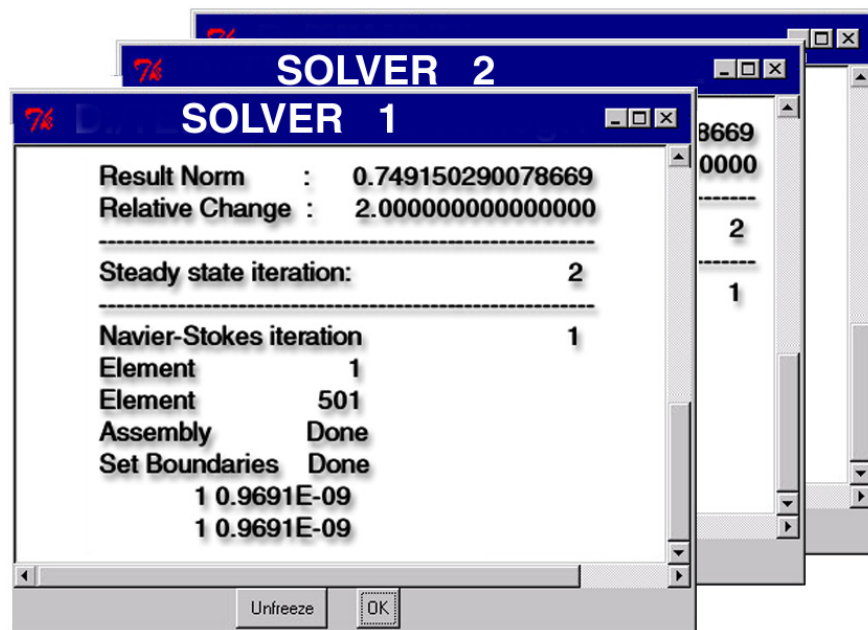 SOLVER 2
SOLVER 1
Result Norm : 0.749150290078669
Relative Change : 2.000000000000000
-------------------------------------------------------
Steady state iteration: 2
-------------------------------------------------------
Navier-Stokes iteration 1
Element 1
Element 501
Assembly Done
Set Boundaries Done
1 0.9691E-09
1 0.9691E-09
Unfreeze OK
8669
0000
-------
2
-------
1